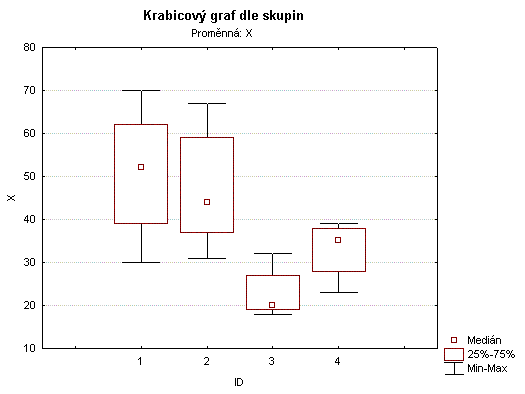 Krabicový graf dle skupin
Proměnná: X
80
70
60
50
40
30
20
10
X
1 2 3 4
ID
Medián
25%-75%
Min-Max